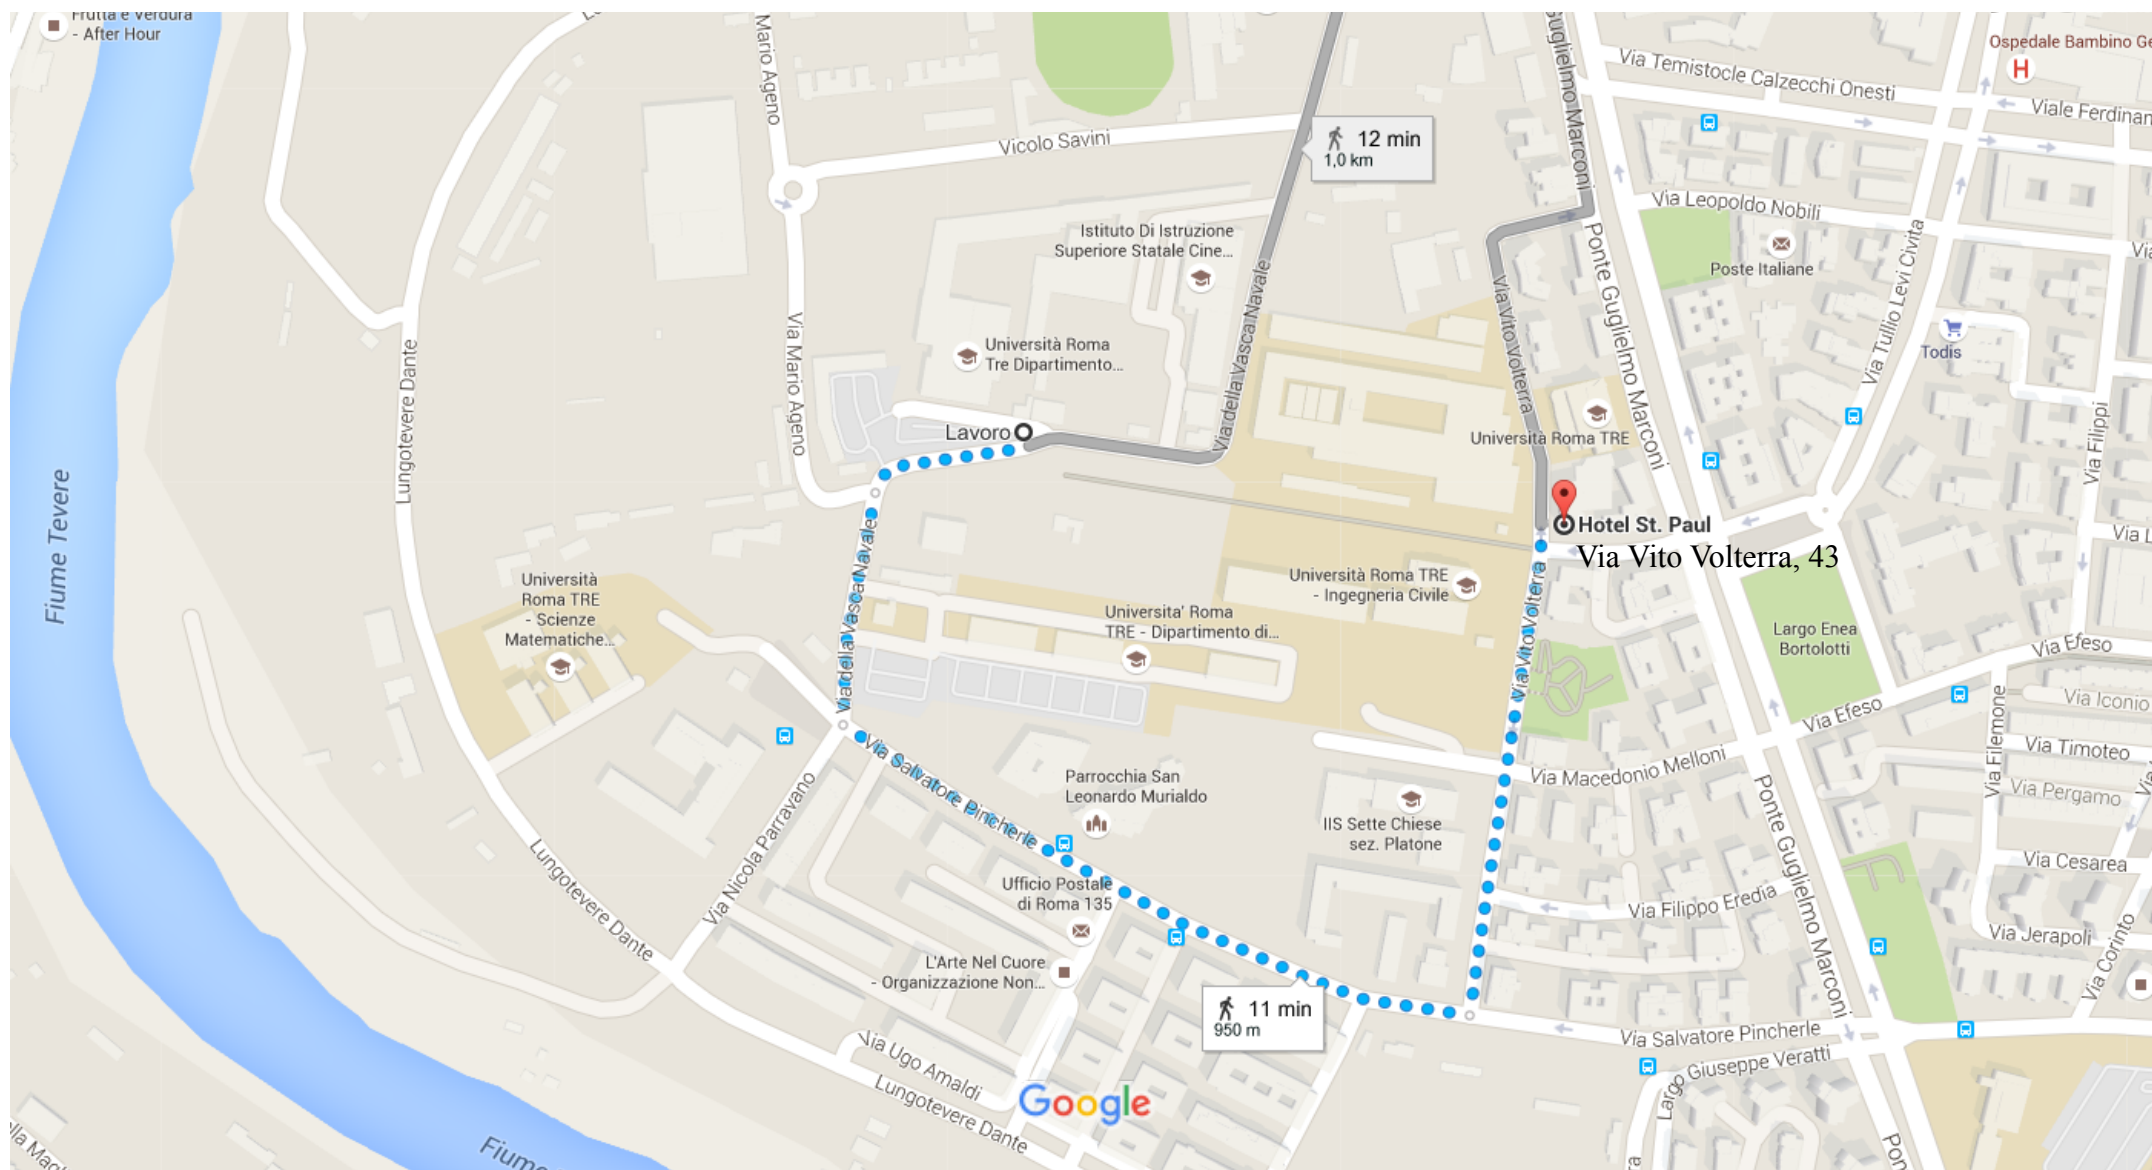 Frutta e Verdura
- After Hour
Mario Ageno
Guglielmo Marconi
Via Temistocle Calzecchi Onesti
Ospedale Bambino Ge
H
Viale Ferdinan
Vicolo Savini
12 min
1,0 km
Via Leopoldo Nobili
Poste Italiane
Istituto Di Istruzione
Superiore Statale Cine...
Via della Vasca Navale
Via Vito Volterra
Ponte Guglielmo Marconi
Via Tullio Levi Civita
Todis
Via Filippi
Lungotevere Dante
Via Mario Ageno
Università Roma
Tre Dipartimento...
Lavoro
Università Roma TRE
Hotel St. Paul
Via Vito Volterra, 43
Fiume Tevere
Via della Vasca Navale
Università
Roma TRE
- Scienze
Matematiche...
Universita' Roma
TRE - Dipartimento di...
Università Roma TRE
- Ingegneria Civile
Via Vito Volterra
Largo Enea
Bortolotti
Via Efeso
Via Efeso
Via Iconio
Via Filemone
Via Timoteo
Via Pergamo
Via Macedonio Melloni
Via Salvatore Pincherle
Parrocchia San
Leonardo Murialdo
IIS Sette Chiese
sez. Platone
Via Nicola Parravano
Ponte Guglielmo Marconi
Via Cesarea
Lungotevere Dante
Ufficio Postale
di Roma 135
Via Filippo Eredia
Via Jerapoli
Via Corinto
L'Arte Nel Cuore
- Organizzazione Non...
11 min
950 m
Via Salvatore Pincherle
Largo Giuseppe Veratti
Via Ugo Amaldi
Lungotevere Dante
Google
Fiume
Pon